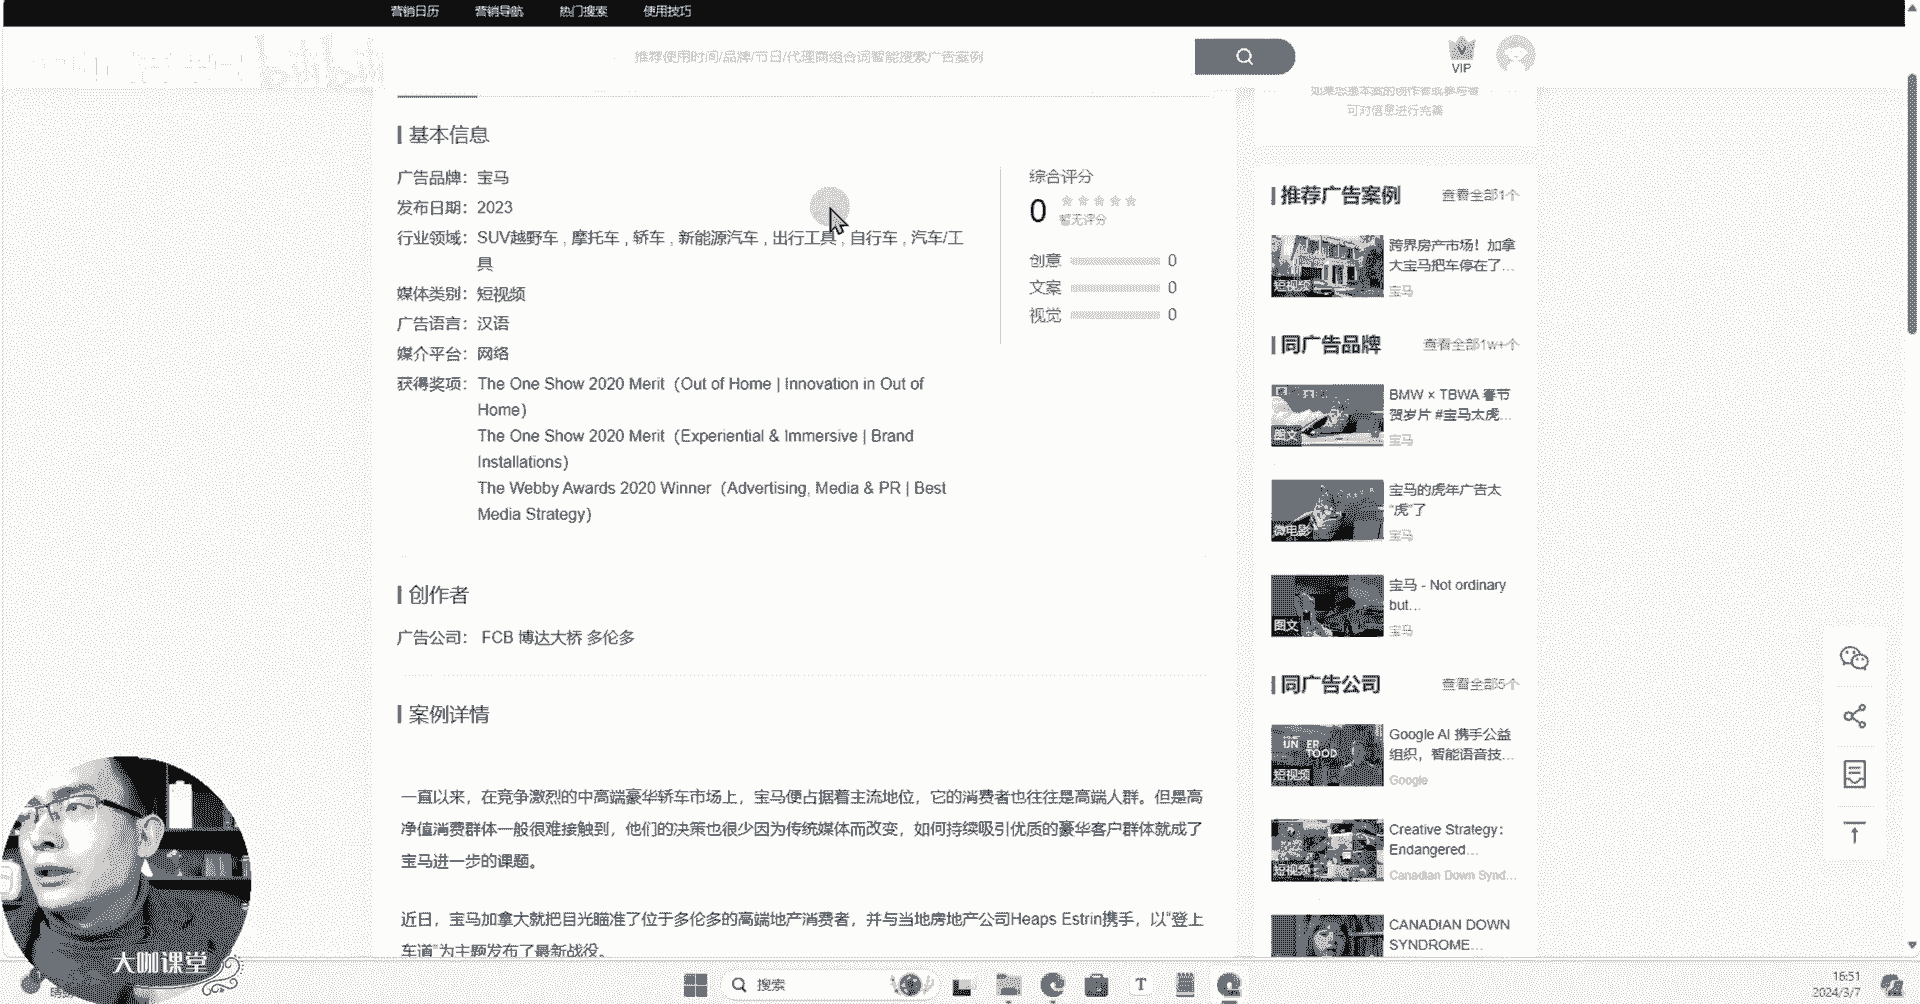 营销日历 营销导航 热门搜索 使用技巧
推荐使用时间/品牌/节日/代理商组合词智能搜索广告案例
VIP
可对信息进行完善
基本信息
广告品牌：宝马
发布日期：2023
行业领域：SUV越野车 , 摩托车 , 轿车 , 新能源汽车 , 出行工具 , 自行车 , 汽车/工
具
媒体类别：短视频
广告语言：汉语
媒介平台：网络
获得奖项：The One Show 2020 Merit（Out of Home | Innovation in Out of
Home）
The One Show 2020 Merit（Experiential & Immersive | Brand
Installations）
The Webby Awards 2020 Winner（Advertising, Media & PR | Best
Media Strategy）
综合评分
0
暂无评分
创意 0
文案 0
视觉 0
创作者
广告公司： FCB 博达大桥 多伦多
案例详情
一直以来，在竞争激烈的中高端豪华轿车市场上，宝马便占据着主流地位，它的消费者也往往是高端人群。但是高
净值消费群体一般很难接触到，他们的决策也很少因为传统媒体而改变，如何持续吸引优质的豪华客户群体就成了
宝马进一步的课题。
近日，宝马加拿大就把目光瞄准了位于多伦多的高端地产消费者，并与当地房地产公司Heaps Estrin携手，以“登上
车道”为主题发布了最新战役。
推荐广告案例 查看全部1个
短视频
跨界房产市场！加拿
大宝马把车停在了...
宝马
同广告品牌 查看全部1w+个
图文
BMW × TBWA 春节
贺岁片 #宝马太虎...
宝马
微电影
宝马的虎年广告太
“虎”了
宝马
图文
宝马 - Not ordinary
but...
宝马
同广告公司 查看全部5个
短视频
Google AI 携手公益
组织，智能语音技...
Google
短视频
Creative Strategy：
Endangered...
Canadian Down Synd...
CANADIAN DOWN
SYNDROME...
大咖课堂
搜索
16:51
2024/3/7